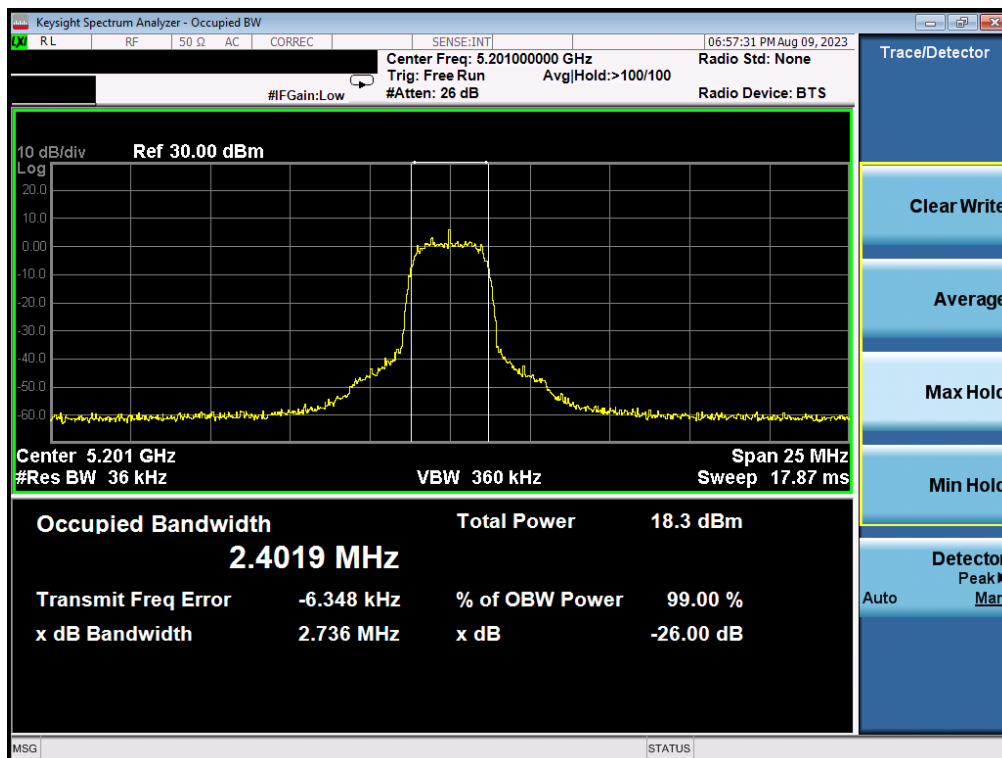 Keysight Spectrum Analyzer - Occupied BW
LXI RL RF 50 Ω AC CORREC SENSE:INT 06:57:31 PM Aug 09, 2023
Center Freq: 5.201000000 GHz Radio Std: None
Trig: Free Run Avg|Hold:>100/100
#IFGain:Low #Atten: 26 dB Radio Device: BTS
Trace/Detector
10 dB/div Ref 30.00 dBm
Log
20.0
10.0
0.00
-10.0
-20.0
-30.0
-40.0
-50.0
-60.0
Center 5.201 GHz Span 25 MHz
#Res BW 36 kHz VBW 360 kHz Sweep 17.87 ms
Occupied Bandwidth Total Power 18.3 dBm
2.4019 MHz
Transmit Freq Error -6.348 kHz % of OBW Power 99.00 %
x dB Bandwidth 2.736 MHz x dB -26.00 dB
Clear Write
Average
Max Hold
Min Hold
Detector
Peak
Auto Man
MSG STATUS